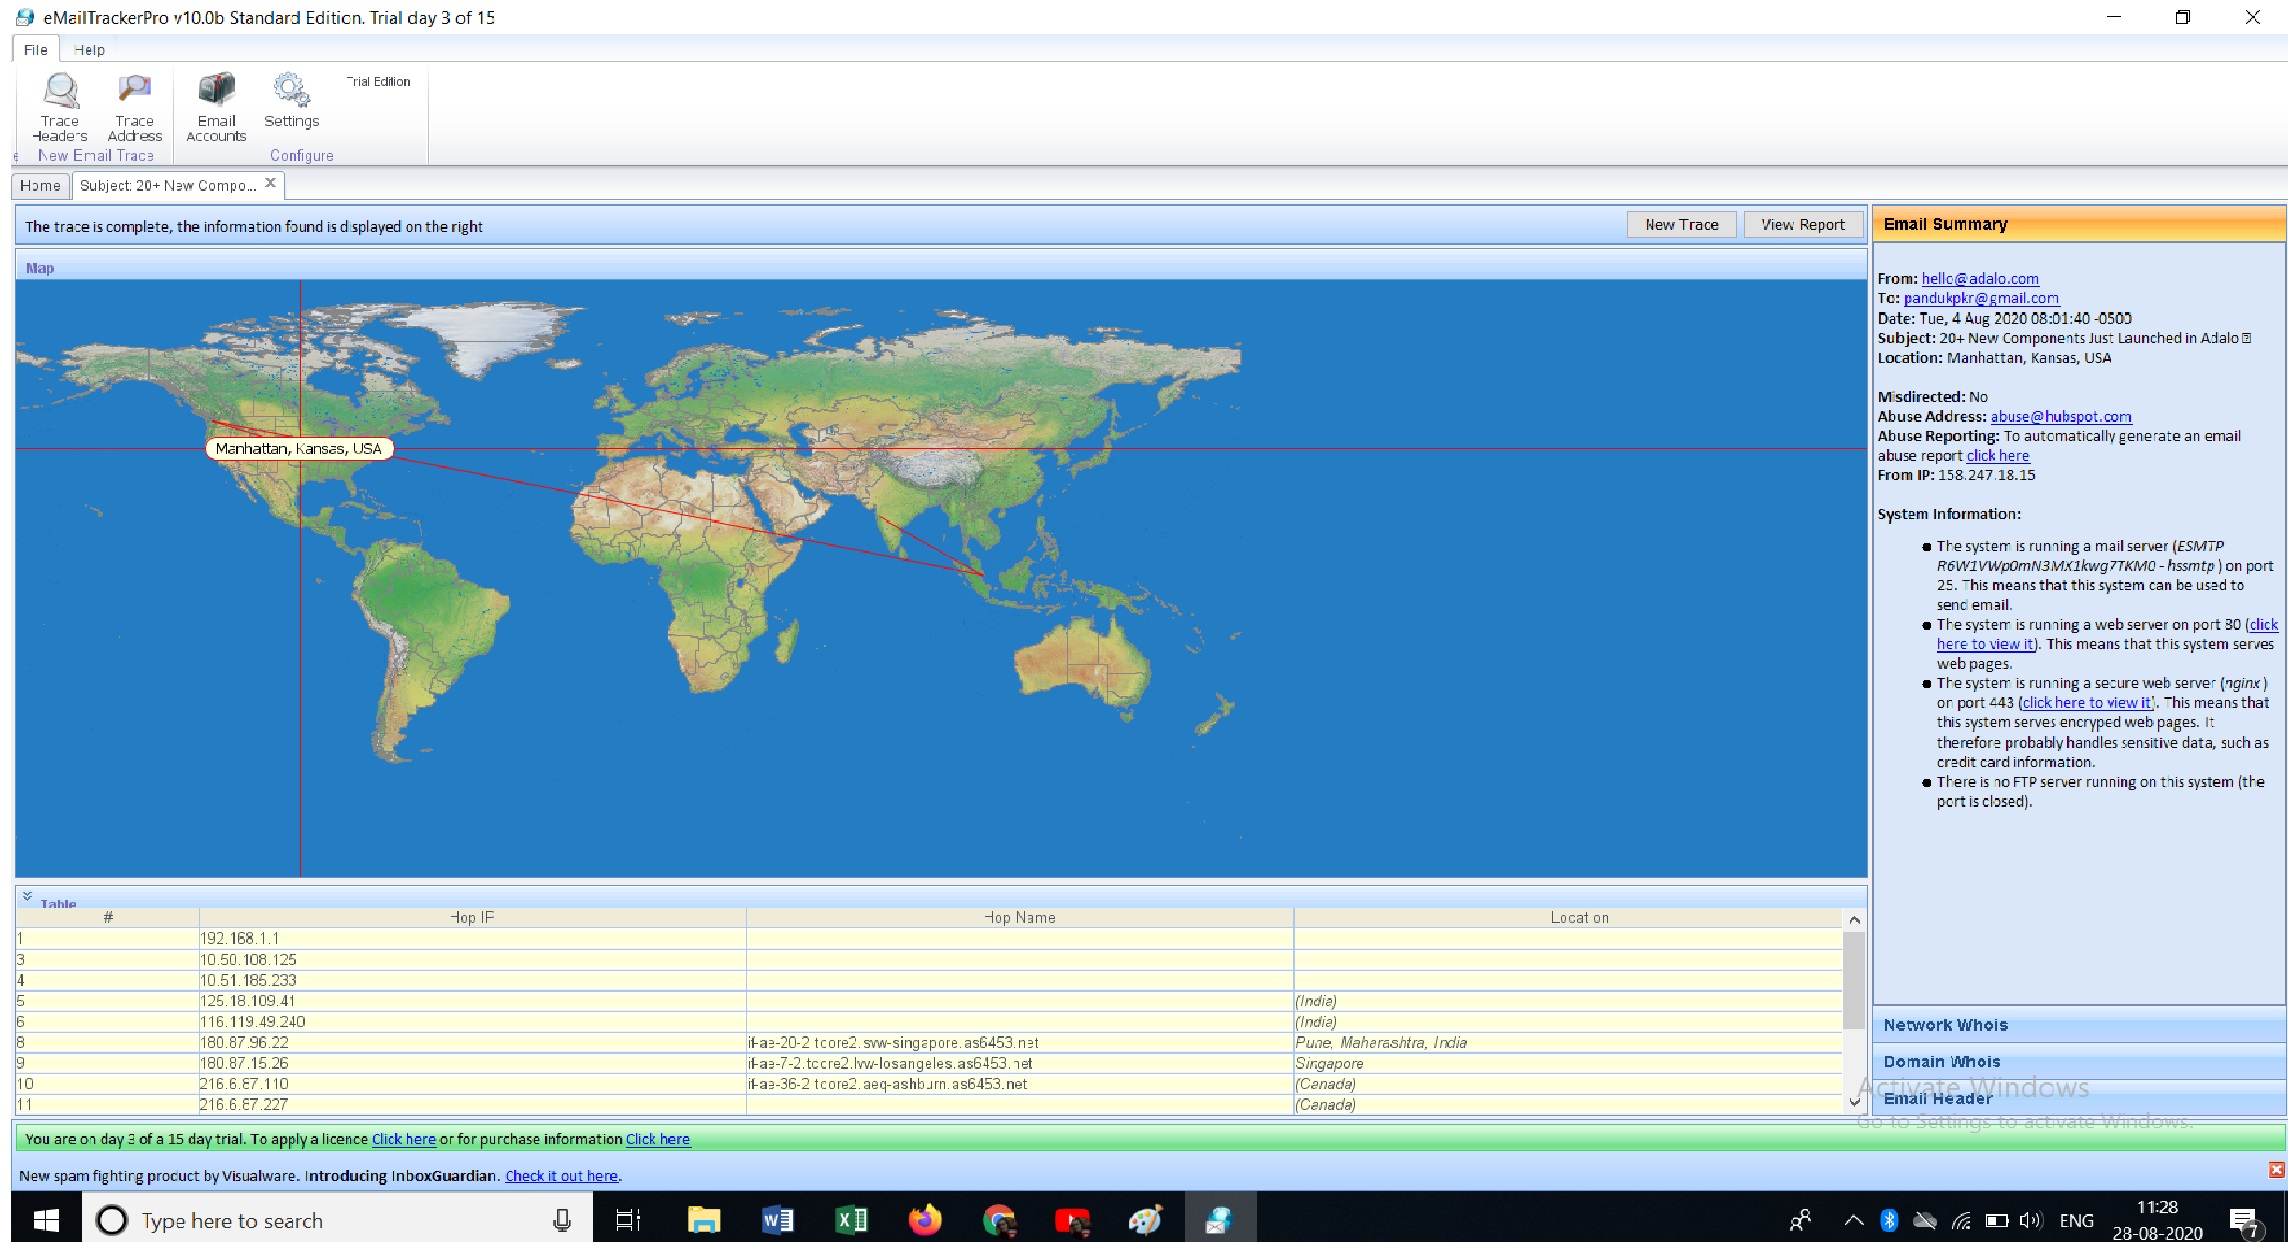 eMailTrackerPro v10.0b Standard Edition. Trial day 3 of 15
File Help
Trace Headers
Trace Address
Email Accounts
Settings
Trial Edition
New Email Trace
Configure
Home
Subject: 20+ New Compo...
The trace is complete, the information found is displayed on the right
New Trace
View Report
Map
Manhattan, Kansas, USA
Table
# Hop IP Hop Name Location
1 192.168.1.1
3 10.50.108.125
4 10.51.185.233
5 125.18.109.41 (India)
6 116.119.49.240 (India)
8 180.87.96.22 if-ae-20-2.tcore2.svw-singapore.as6453.net Pune, Maharashtra, India
9 180.87.15.26 if-ae-7-2.tcore2.lvw-losangeles.as6453.net Singapore
10 216.6.87.110 if-ae-36-2.tcore2.aeq-ashburn.as6453.net (Canada)
11 216.6.87.227 (Canada)
Email Summary
From: hello@adalo.com
To: pandukpkr@gmail.com
Date: Tue, 4 Aug 2020 08:01:40 -0500
Subject: 20+ New Components Just Launched in Adalo
Location: Manhattan, Kansas, USA
Misdirected: No
Abuse Address: abuse@hubspot.com
Abuse Reporting: To automatically generate an email
abuse report click here
From IP: 158.247.18.15
System Information:
● The system is running a mail server (ESMTP
R6W1VWp0mN3MX1kwg7TKM0 - hssmtp ) on port
25. This means that this system can be used to
send email.
● The system is running a web server on port 80 (click
here to view it). This means that this system serves
web pages.
● The system is running a secure web server (nginx )
on port 443 (click here to view it). This means that
this system serves encryped web pages. It
therefore probably handles sensitive data, such as
credit card information.
● There is no FTP server running on this system (the
port is closed).
Network Whois
Domain Whois
Email Header
Activate Windows
Go to Settings to activate Windows.
You are on day 3 of a 15 day trial. To apply a licence Click here or for purchase information Click here
New spam fighting product by Visualware. Introducing InboxGuardian. Check it out here.
Type here to search
ENG
11:28
28-08-2020
7